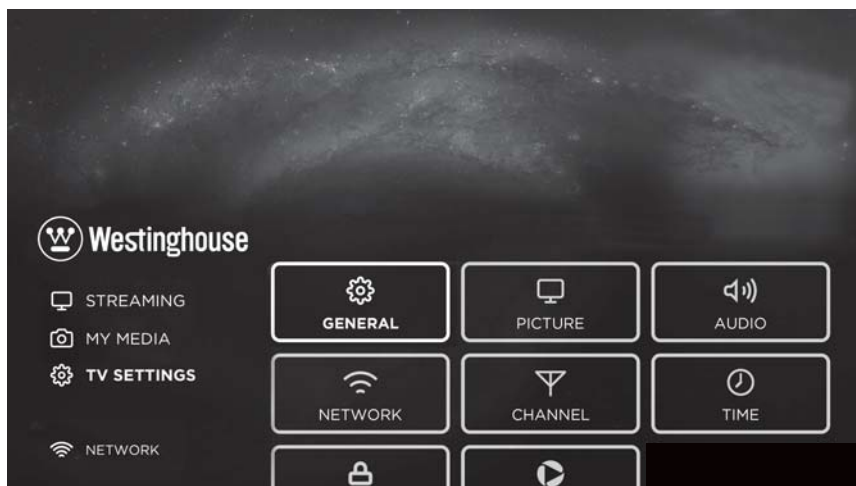 Westinghouse
STREAMING
MY MEDIA
TV SETTINGS
NETWORK
GENERAL
PICTURE
AUDIO
NETWORK
CHANNEL
TIME